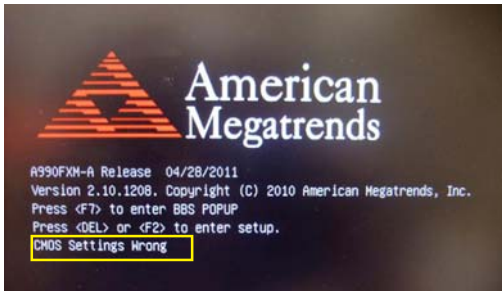 American
Megatrends
A990FXM-A Release 04/28/2011
Version 2.10.1208. Copyright (C) 2010 American Megatrends, Inc.
Press <F7> to enter BBS POPUP
Press <DEL> or <F2> to enter setup.
CMOS Settings Wrong